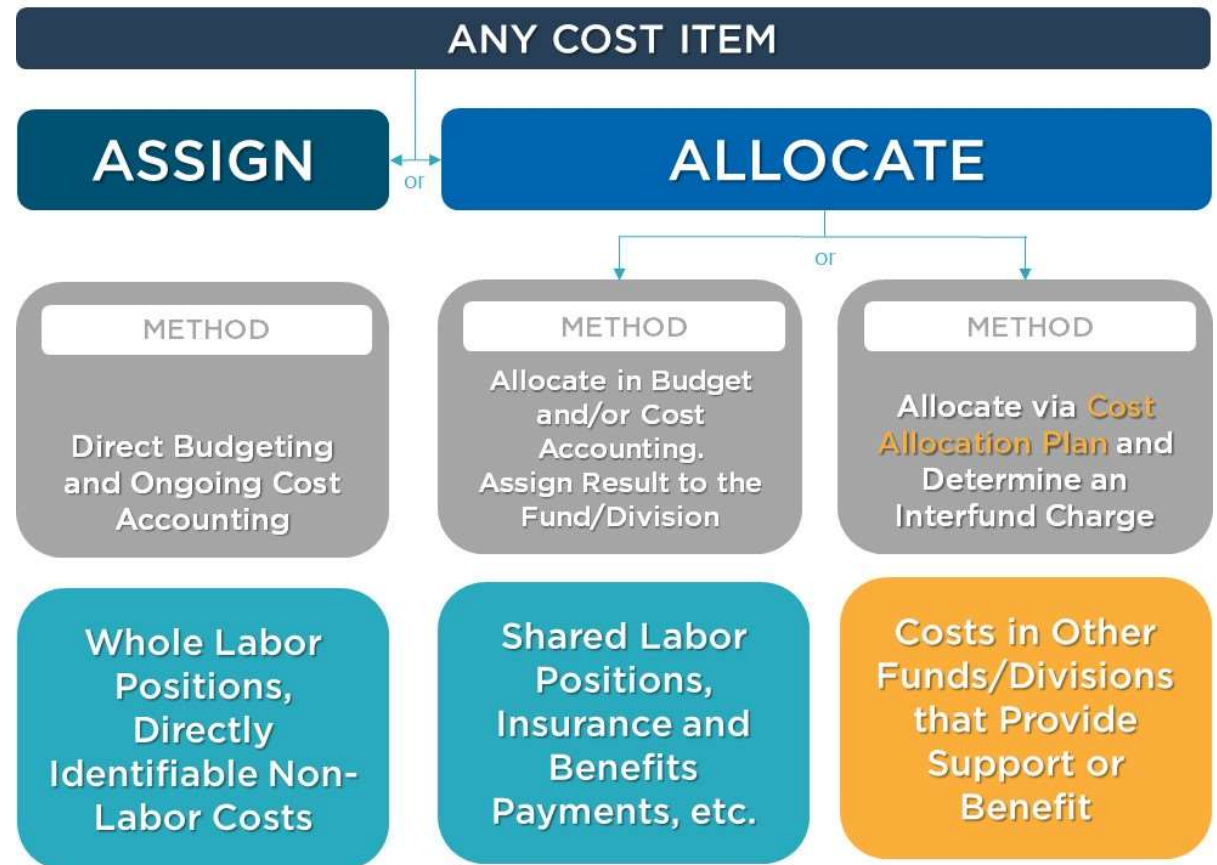 ANY COST ITEM
ASSIGN
or
ALLOCATE
or
METHOD
Direct Budgeting
and Ongoing Cost
Accounting
METHOD
Allocate in Budget
and/or Cost
Accounting.
Assign Result to the
Fund/Division
METHOD
Allocate via Cost
Allocation Plan and
Determine an
Interfund Charge
Whole Labor
Positions,
Directly
Identifiable Non-
Labor Costs
Shared Labor
Positions,
Insurance and
Benefits
Payments, etc.
Costs in Other
Funds/Divisions
that Provide
Support or
Benefit